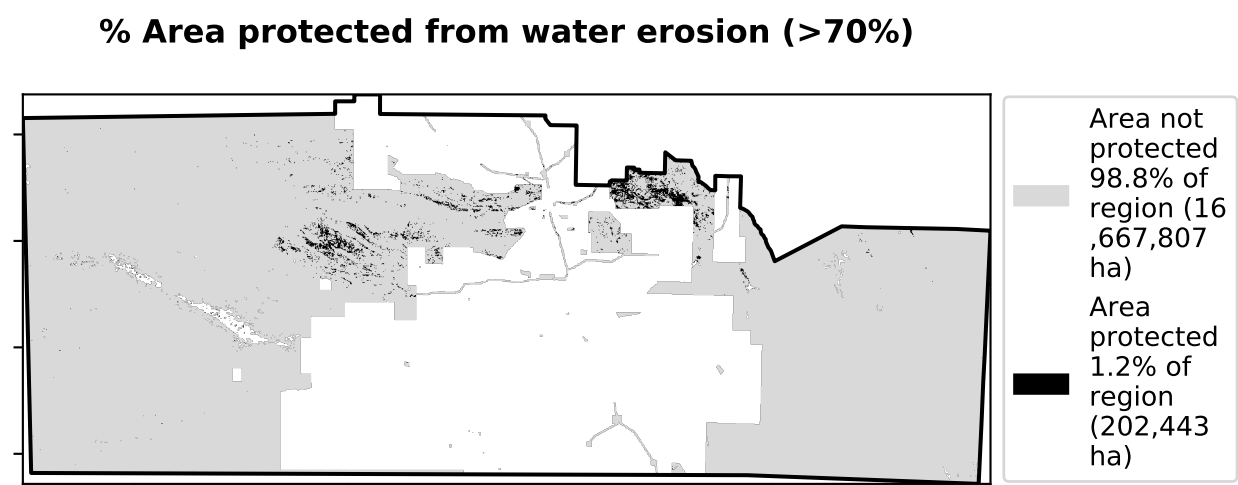 % Area protected from water erosion (>70%)
Area not
protected
98.8% of
region (16
,667,807
ha)
Area
protected
1.2% of
region
(202,443
ha)